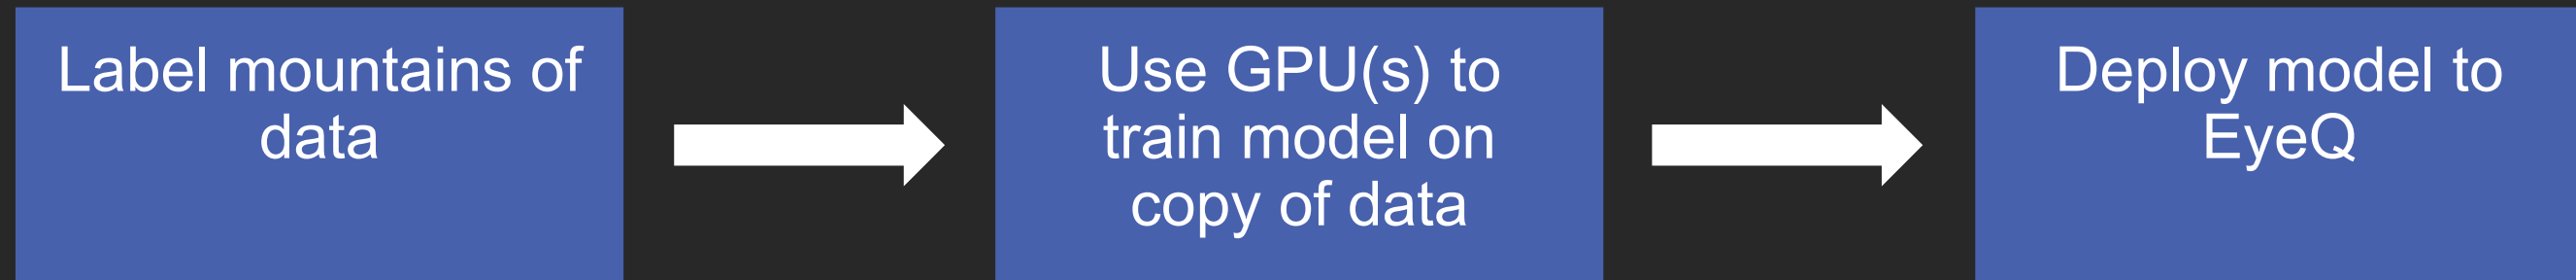 Label mountains of
data
Use GPU(s) to
train model on
copy of data
Deploy model to
EyeQ